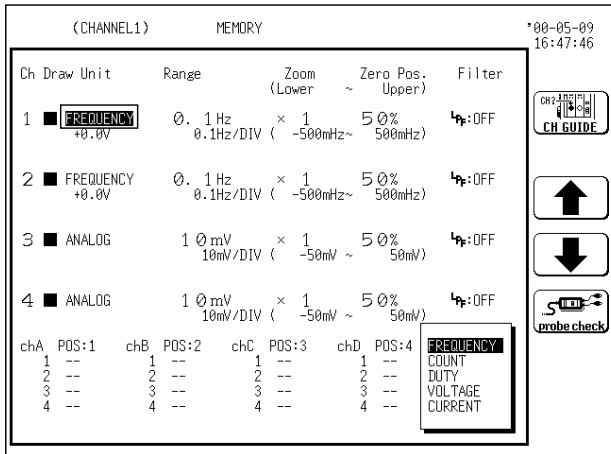 (CHANNEL1) MEMORY '00-05-09
16:47:46
Ch Draw Unit Range Zoom Zero Pos. Filter
(Lower ~ Upper)
1 FREQUENCY 0. 1Hz × 1 50% LPF:OFF
+0.0V 0.1Hz/DIV ( -500mHz~ 500mHz)
2 FREQUENCY 0. 1Hz × 1 50% LPF:OFF
+0.0V 0.1Hz/DIV ( -500mHz~ 500mHz)
3 ANALOG 10mV × 1 50% LPF:OFF
10mV/DIV ( -50mV ~ 50mV)
4 ANALOG 10mV × 1 50% LPF:OFF
10mV/DIV ( -50mV ~ 50mV)
chA POS:1 chB POS:2 chC POS:3 chD POS:4
1 -- 1 -- 1 -- 1 --
2 -- 2 -- 2 -- 2 --
3 -- 3 -- 3 -- 3 --
4 -- 4 -- 4 -- 4 --
FREQUENCY
COUNT
DUTY
VOLTAGE
CURRENT
CH2
CH GUIDE
probe check